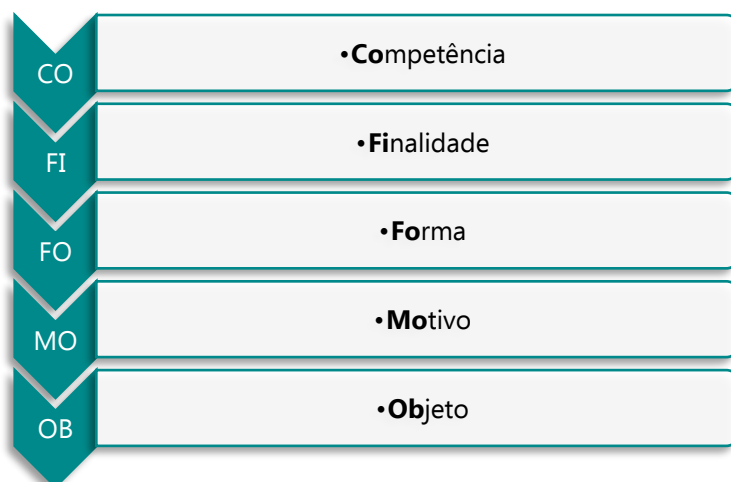 CO
•Competência
FI
•Finalidade
FO
•Forma
MO
•Motivo
OB
•Objeto